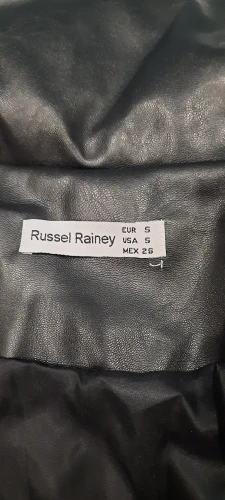 Russel Rainey
EUR S
USA S
MEX 26